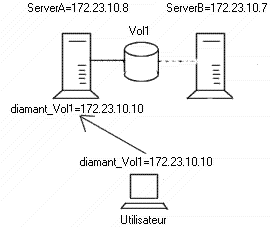 ServerA=172.23.10.8
ServerB=172.23.10.7
Vol1
diamant_Vol1=172.23.10.10
diamant_Vol1=172.23.10.10
Utilisateur